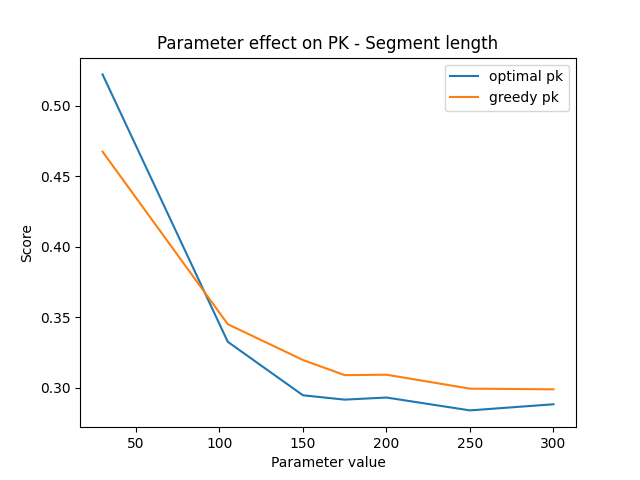 Parameter effect on PK - Segment length
optimal pk
greedy pk
0.50
0.45
0.40
0.35
0.30
Score
50
100
150
200
250
300
Parameter value